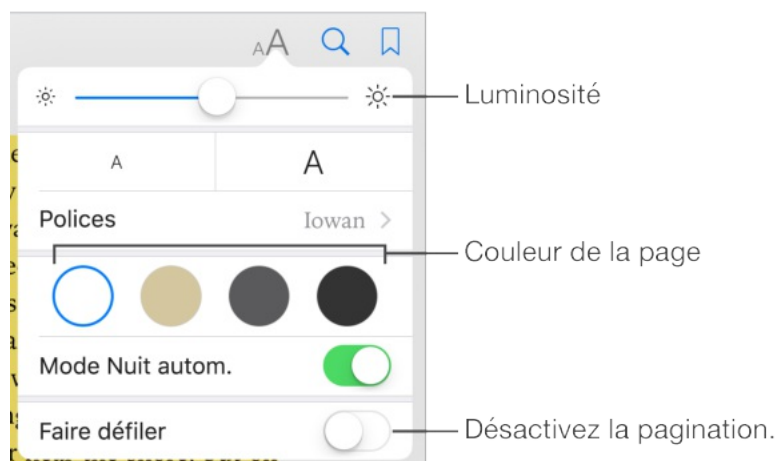 AA
Luminosité
A A
Polices Iowan >
Couleur de la page
Mode Nuit autom.
Faire défiler
Désactivez la pagination.